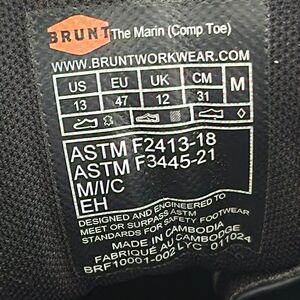 BRUNT The Marin (Comp Toe)
WWW.BRUNTWORKWEAR.COM
US EU UK CM M
13 47 12 31
ASTM F2413-18
ASTM F3445-21
M/I/C
EH
DESIGNED AND ENGINEERED TO
MEET OR SURPASS ASTM
STANDARDS FOR SAFETY FOOTWEAR
MADE IN CAMBODIA
FABRIQUÉ AU CAMBODGE
BRF10001-002 LYC 011024